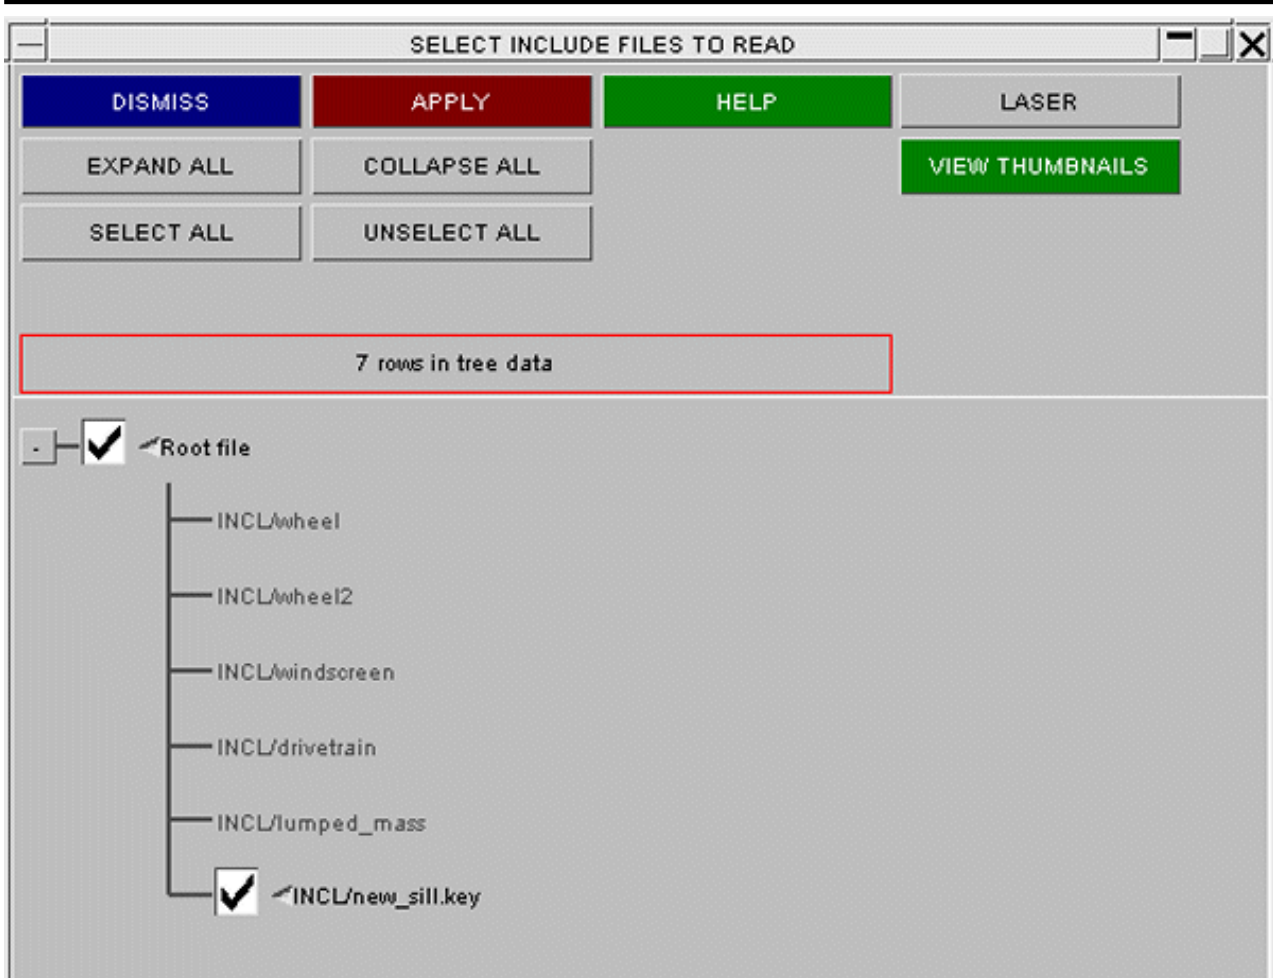 SELECT INCLUDE FILES TO READ
DISMISS APPLY HELP LASER
EXPAND ALL COLLAPSE ALL VIEW THUMBNAILS
SELECT ALL UNSELECT ALL
7 rows in tree data
- Root file
INCL/wheel
INCL/wheel2
INCL/windscreen
INCL/drivetrain
INCL/lumped_mass
INCL/new_sill.key